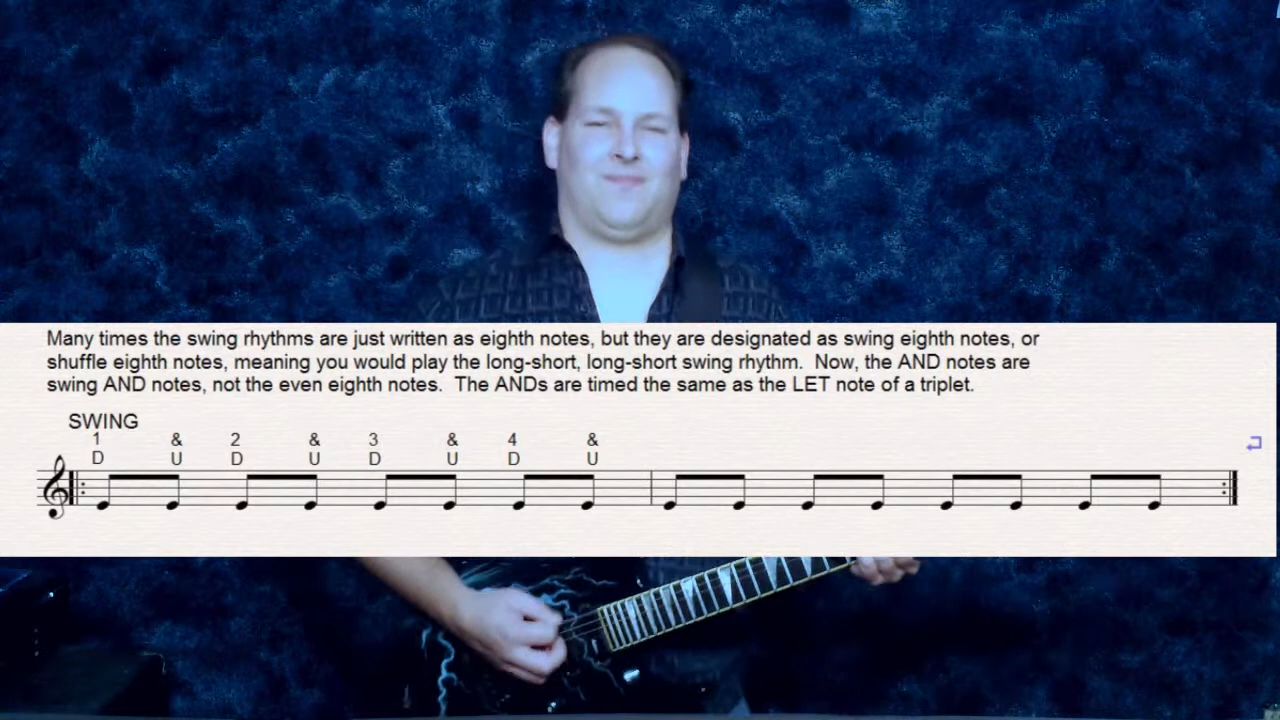 Many times the swing rhythms are just written as eighth notes, but they are designated as swing eighth notes, or
shuffle eighth notes, meaning you would play the long-short, long-short swing rhythm.  Now, the AND notes are
swing AND notes, not the even eighth notes.  The ANDs are timed the same as the LET note of a triplet.
SWING
1 & 2 & 3 & 4 &
D U D U D U D U